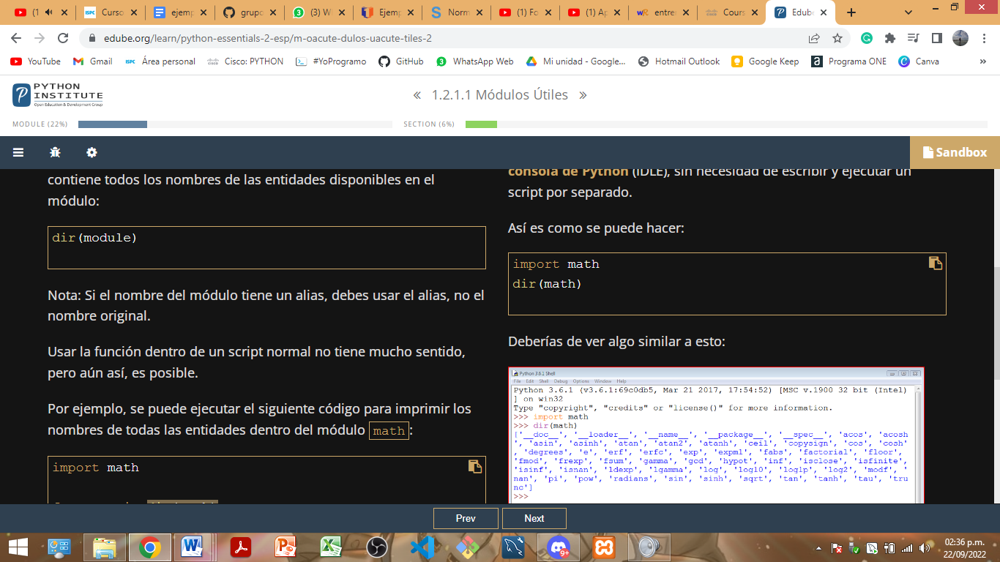 (1
Curso
ejemp
grupo
(3) W
Ejemp
Norm
(1) Fo
(1) Ap
entre
Cours
Edube
edube.org/learn/python-essentials-2-esp/m-oacute-dulos-uacute-tiles-2
YouTube
Gmail
Área personal
Cisco: PYTHON
#YoProgramo
GitHub
WhatsApp Web
Mi unidad - Google...
Hotmail Outlook
Google Keep
Programa ONE
Canva
»
PYTHON
INSTITUTE
Open Education & Development Group
« 1.2.1.1 Módulos Útiles »
MODULE (22%)
SECTION (6%)
Sandbox
contiene todos los nombres de las entidades disponibles en el
módulo:
dir(module)
Nota: Si el nombre del módulo tiene un alias, debes usar el alias, no el
nombre original.
Usar la función dentro de un script normal no tiene mucho sentido,
pero aún así, es posible.
Por ejemplo, se puede ejecutar el siguiente código para imprimir los
nombres de todas las entidades dentro del módulo math:
import math
consola de Python (IDLE), sin necesidad de escribir y ejecutar un
script por separado.
Así es como se puede hacer:
import math
dir(math)
Deberías de ver algo similar a esto:
Python 3.6.1 Shell
File Edit Shell Debug Options Window Help
Python 3.6.1 (v3.6.1:69c0db5, Mar 21 2017, 17:54:52) [MSC v.1900 32 bit (Intel)
] on win32
Type "copyright", "credits" or "license()" for more information.
>>> import math
>>> dir(math)
['__doc__', '__loader__', '__name__', '__package__', '__spec__', 'acos', 'acosh
', 'asin', 'asinh', 'atan', 'atan2', 'atanh', 'ceil', 'copysign', 'cos', 'cosh'
, 'degrees', 'e', 'erf', 'erfc', 'exp', 'expm1', 'fabs', 'factorial', 'floor',
'fmod', 'frexp', 'fsum', 'gamma', 'gcd', 'hypot', 'inf', 'isclose', 'isfinite',
'isinf', 'isnan', 'ldexp', 'lgamma', 'log', 'log10', 'log1p', 'log2', 'modf', '
nan', 'pi', 'pow', 'radians', 'sin', 'sinh', 'sqrt', 'tan', 'tanh', 'tau', 'tru
nc']
>>>
Prev
Next
9+
02:36 p.m.
22/09/2022